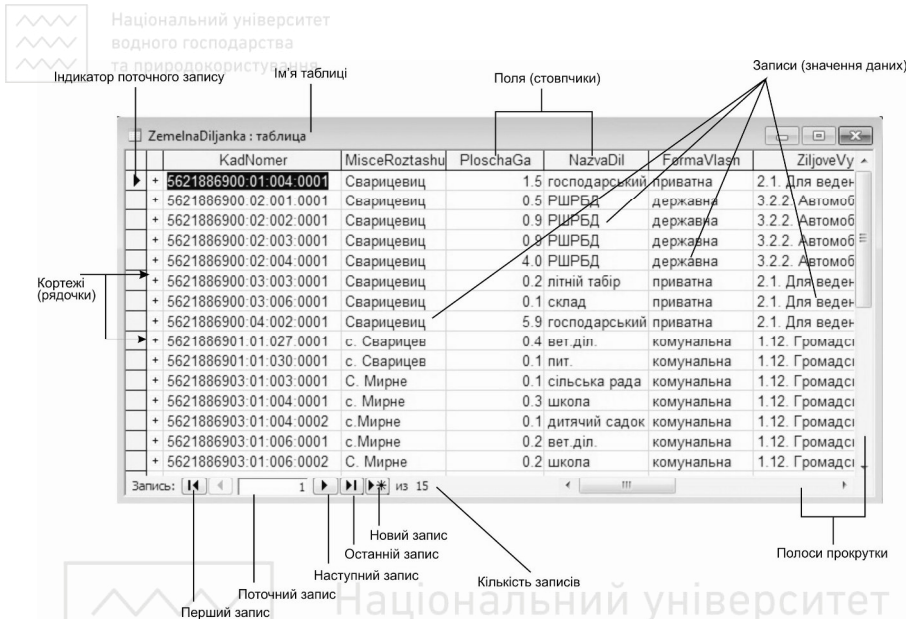 Національний університет
водного господарства
та природокористування
Індикатор поточного запису
Ім'я таблиці
Поля (стовпчики)
Записи (значення даних)
ZemelnaDiljanka : таблица
KadNomer MisceRoztashu PloschaGa NazvaDil FormaVlasn ZiljoveVy
+ 5621886900:01:004:0001 Сварицевиц 1.5 господарський приватна 2.1. Для веден
+ 5621886900:02:001:0001 Сварицевиц 0.5 РШРБД державна 3.2.2. Автомоб
+ 5621886900:02:002:0001 Сварицевиц 0.9 РШРБД державна 3.2.2. Автомоб
+ 5621886900:02:003:0001 Сварицевиц 0.9 РШРБД державна 3.2.2. Автомоб
+ 5621886900:02:004:0001 Сварицевиц 4.0 РШРБД державна 3.2.2. Автомоб
+ 5621886900:03:003:0001 Сварицевиц 0.2 літній табір приватна 2.1. Для веден
+ 5621886900:03:006:0001 Сварицевиц 0.1 склад приватна 2.1. Для веден
+ 5621886900:04:002:0001 Сварицевиц 5.9 господарський приватна 2.1. Для веден
+ 5621886901:01:027:0001 с. Сварицев 0.4 вет.діл. комунальна 1.12. Громадсі
+ 5621886901:01:030:0001 с. Сварицев 0.1 пит. комунальна 1.12. Громадсі
+ 5621886903:01:003:0001 С. Мирне 0.1 сільська рада комунальна 1.12. Громадсі
+ 5621886903:01:004:0001 с. Мирне 0.3 школа комунальна 1.12. Громадсі
+ 5621886903:01:004:0002 с.Мирне 0.1 дитячий садок комунальна 1.12. Громадсі
+ 5621886903:01:006:0001 с.Мирне 0.2 вет.діл. комунальна 1.12. Громадсі
+ 5621886903:01:006:0002 С. Мирне 0.2 школа комунальна 1.12. Громадсі
Кортежі
(рядочки)
Запись: 1 из 15
Новий запис
Останній запис
Наступний запис
Поточний запис
Перший запис
Кількість записів
Полоси прокрутки
Національний університет